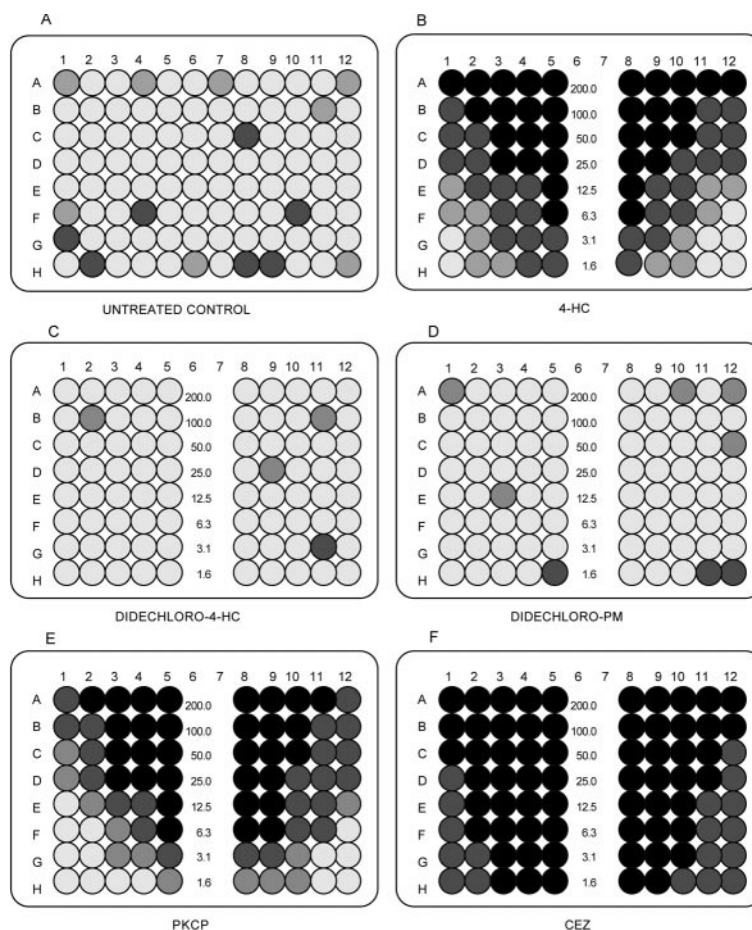 A
1 2 3 4 5 6 7 8 9 10 11 12
A
B
C
D
E
F
G
H
UNTREATED CONTROL
B
1 2 3 4 5 6 7 8 9 10 11 12
A 200.0
B 100.0
C 50.0
D 25.0
E 12.5
F 6.3
G 3.1
H 1.6
4-HC
C
1 2 3 4 5 6 7 8 9 10 11 12
A 200.0
B 100.0
C 50.0
D 25.0
E 12.5
F 6.3
G 3.1
H 1.6
DIDECHLORO-4-HC
D
1 2 3 4 5 6 7 8 9 10 11 12
A 200.0
B 100.0
C 50.0
D 25.0
E 12.5
F 6.3
G 3.1
H 1.6
DIDECHLORO-PM
E
1 2 3 4 5 6 7 8 9 10 11 12
A 200.0
B 100.0
C 50.0
D 25.0
E 12.5
F 6.3
G 3.1
H 1.6
PKCP
F
1 2 3 4 5 6 7 8 9 10 11 12
A 200.0
B 100.0
C 50.0
D 25.0
E 12.5
F 6.3
G 3.1
H 1.6
CEZ